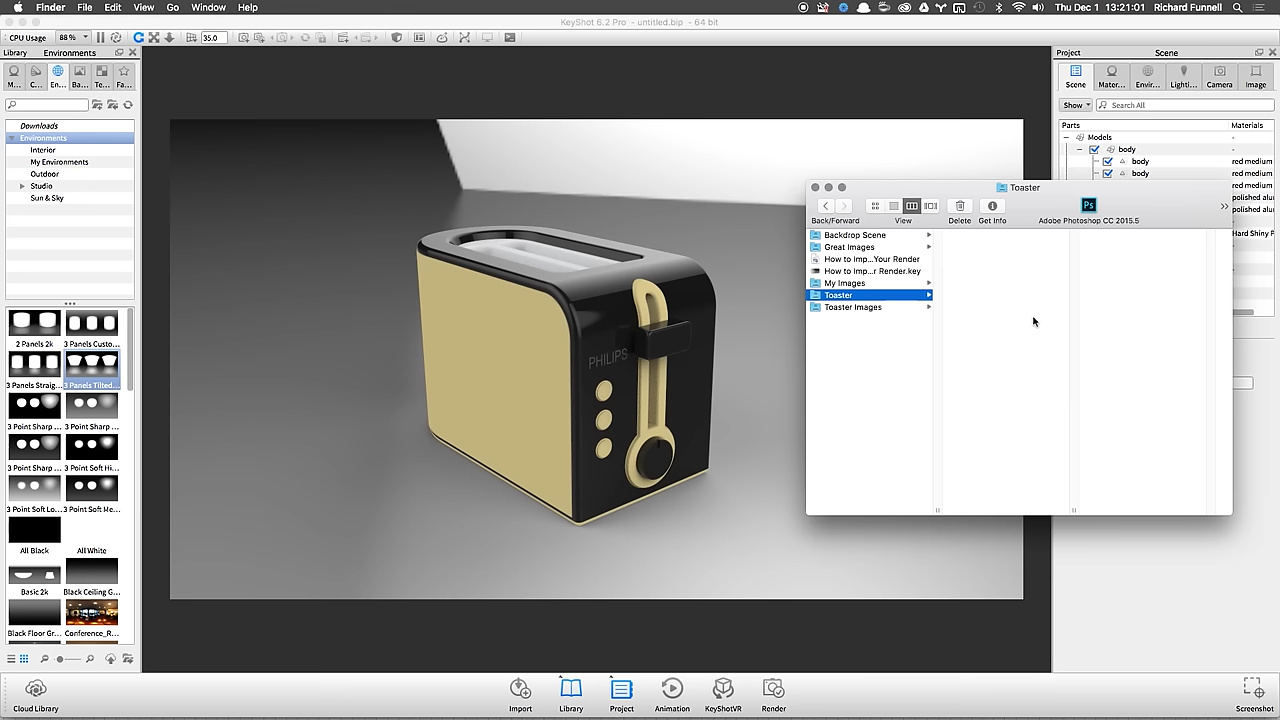 Finder File Edit View Go Window Help
Thu Dec 1 13:21:01 Richard Funnell
KeyShot 6.2 Pro - untitled.bip - 64 bit
CPU Usage 88% 35.0
Library Environments
Project Scene
M... C... En... Ba... Te... Fa...
Scene Mater... Envir... Lighti... Camera Image
Show Search All
Parts Materials
Models -
body -
body red medium
body red medium
red medium
polished alu
Hard Shiny P
Downloads
Environments
Interior
My Environments
Outdoor
Studio
Sun & Sky
2 Panels 2k 3 Panels Custo...
3 Panels Straig... 3 Panels Tilted...
3 Point Sharp ... 3 Point Sharp ...
3 Point Sharp ... 3 Point Soft Hi...
3 Point Soft Lo... 3 Point Soft Me...
All Black All White
Basic 2k Black Ceiling G...
Black Floor Gr... Conference_R...
PHILIPS
Toaster
Back/Forward View Delete Get Info Adobe Photoshop CC 2015.5
Ps
Backdrop Scene
Great Images
How to Imp...Your Render
How to Imp...r Render.key
My Images
Toaster
Toaster Images
Cloud Library Import Library Project Animation KeyShotVR Render Screenshot